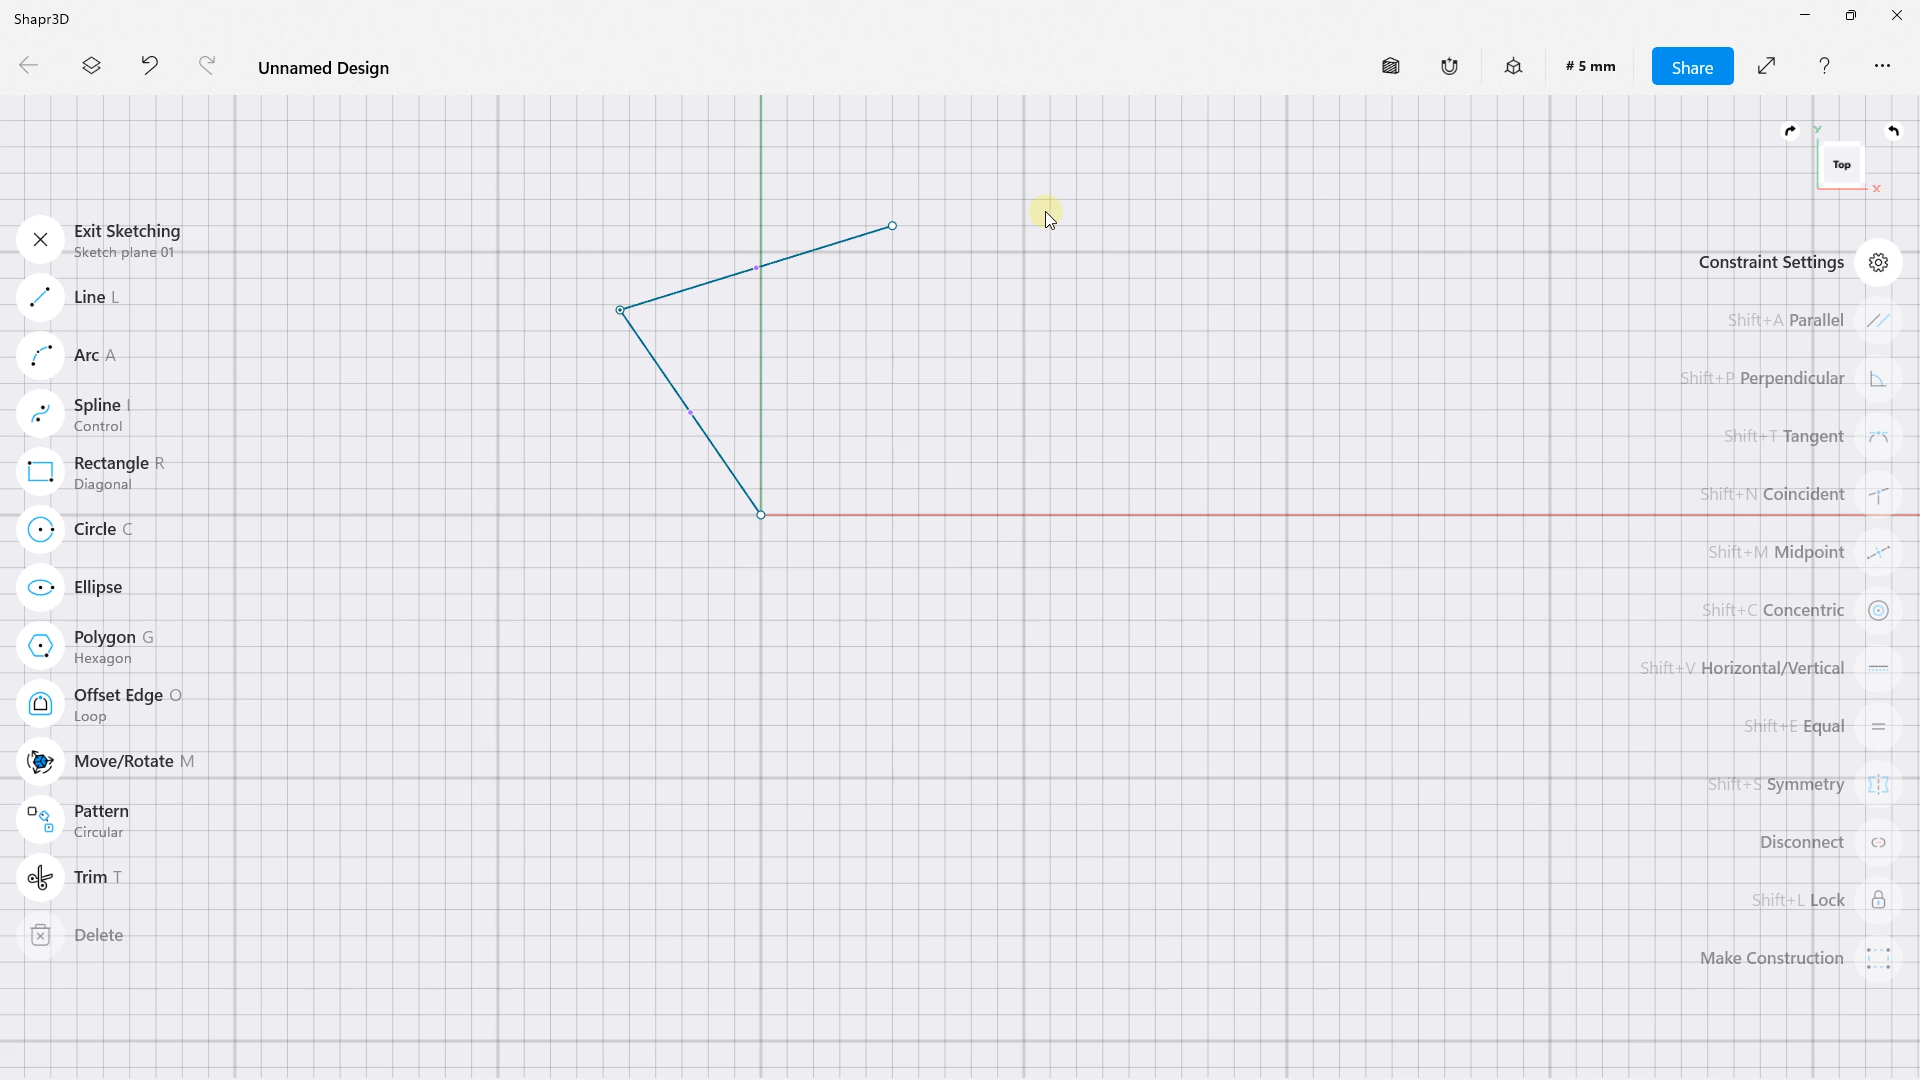 Shapr3D
Unnamed Design
# 5 mm
Share
?
Y
Top
X
Exit Sketching
Sketch plane 01
Line L
Arc A
Spline I
Control
Rectangle R
Diagonal
Circle C
Ellipse
Polygon G
Hexagon
Offset Edge O
Loop
Move/Rotate M
Pattern
Circular
Trim T
Delete
Constraint Settings
Shift+A Parallel
Shift+P Perpendicular
Shift+T Tangent
Shift+N Coincident
Shift+M Midpoint
Shift+C Concentric
Shift+V Horizontal/Vertical
Shift+E Equal
Shift+S Symmetry
Disconnect
Shift+L Lock
Make Construction